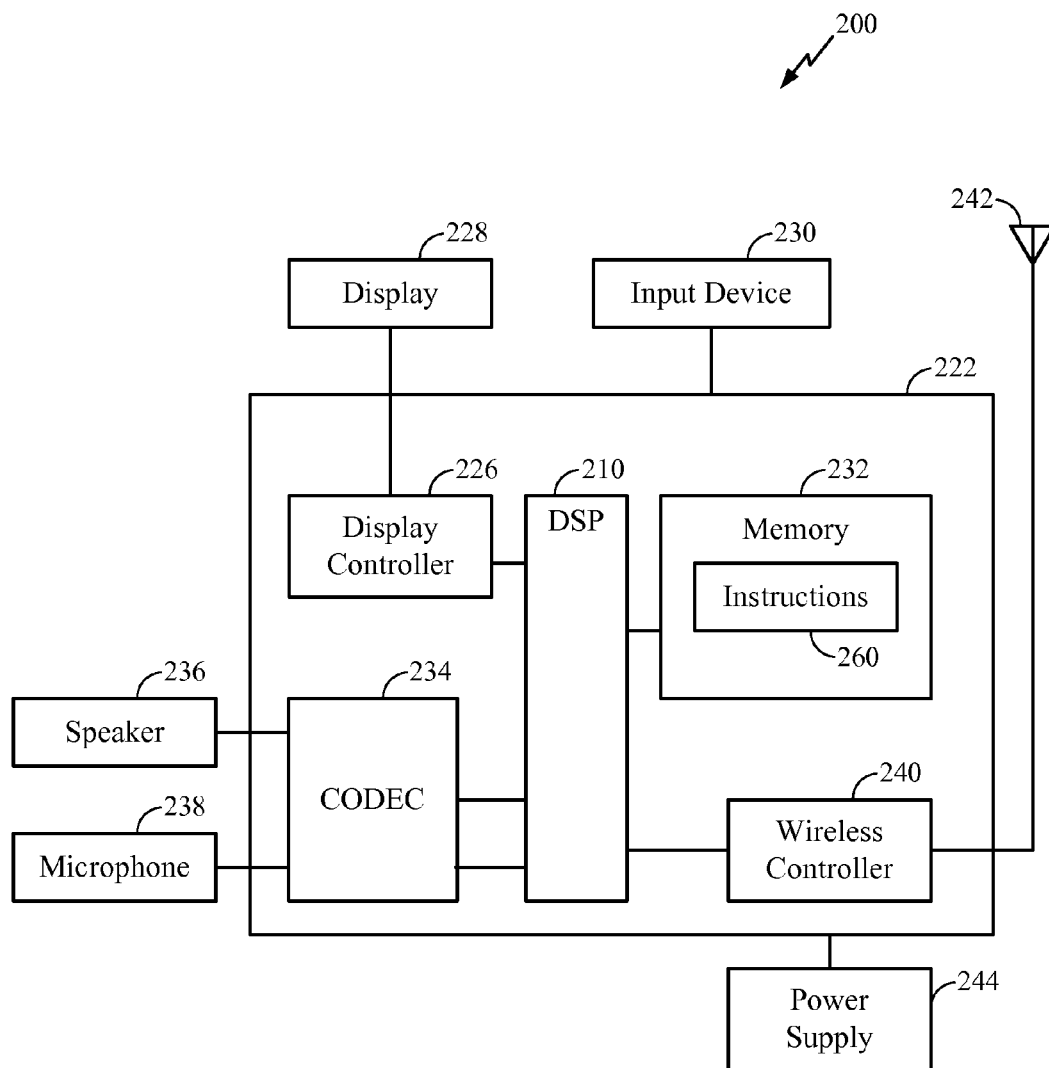 200
242
228
230
Display
Input Device
222
226
210
232
Display
Controller
DSP
Memory
Instructions
260
236
234
Speaker
CODEC
240
238
Microphone
Wireless
Controller
Power
Supply
244